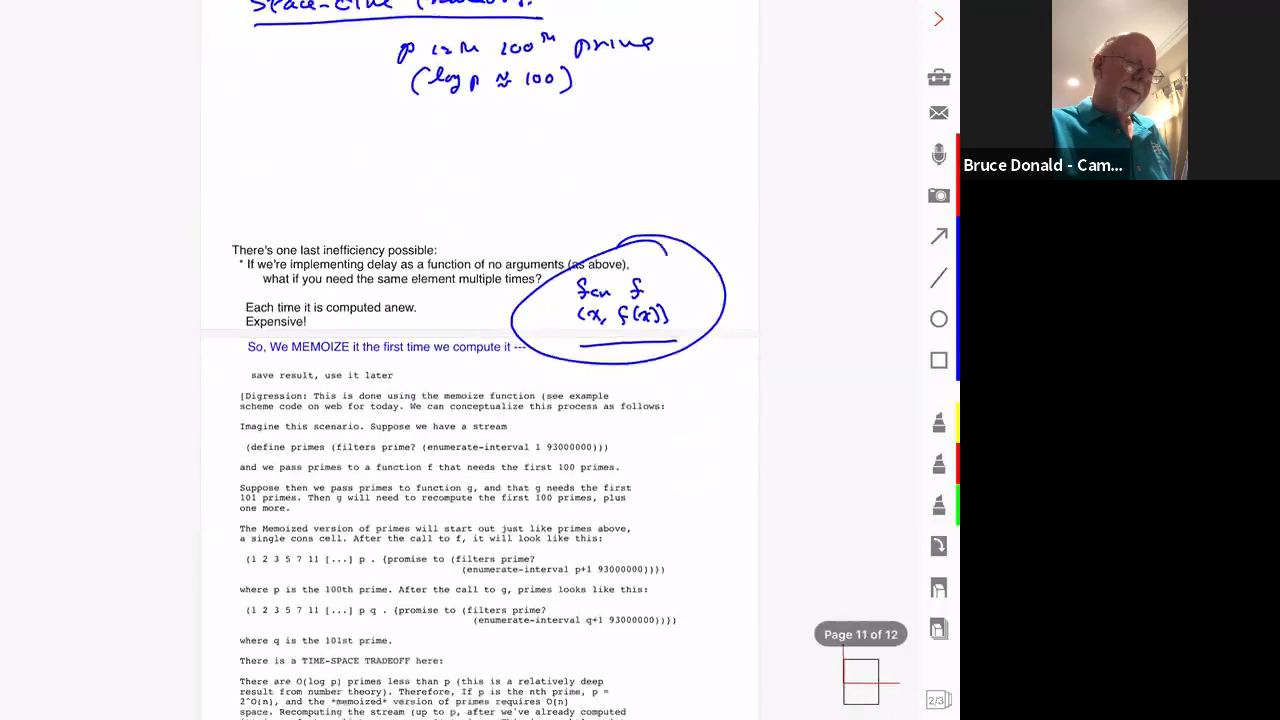 Space-time Tradeoff:
p is the 100th prime
(log p ≈ 100)
Bruce Donald - Cam...
There's one last inefficiency possible:
* If we're implementing delay as a function of no arguments (as above),
what if you need the same element multiple times?
fcn f
(x, f(x))
Each time it is computed anew.
Expensive!
So, We MEMOIZE it the first time we compute it ---
save result, use it later
[Digression: This is done using the memoize function (see example
scheme code on web for today. We can conceptualize this process as follows:
Imagine this scenario. Suppose we have a stream
(define primes (filters prime? (enumerate-interval 1 93000000)))
and we pass primes to a function f that needs the first 100 primes.
Suppose then we pass primes to function g, and that g needs the first
101 primes. Then g will need to recompute the first 100 primes, plus
one more.
The Memoized version of primes will start out just like primes above,
a single cons cell. After the call to f, it will look like this:
(1 2 3 5 7 11 [...] p . {promise to (filters prime?
(enumerate-interval p+1 93000000))})
where p is the 100th prime. After the call to g, primes looks like this:
(1 2 3 5 7 11 [...] p q . {promise to (filters prime?
(enumerate-interval q+1 93000000))})
where q is the 101st prime.
There is a TIME-SPACE TRADEOFF here:
There are O(log p) primes less than p (this is a relatively deep
result from number theory). Therefore, If p is the nth prime, p =
2^O(n), and the *memoized* version of primes requires O(n)
space. Recomputing the stream (up to p, after we've already computed
Page 11 of 12
2/3